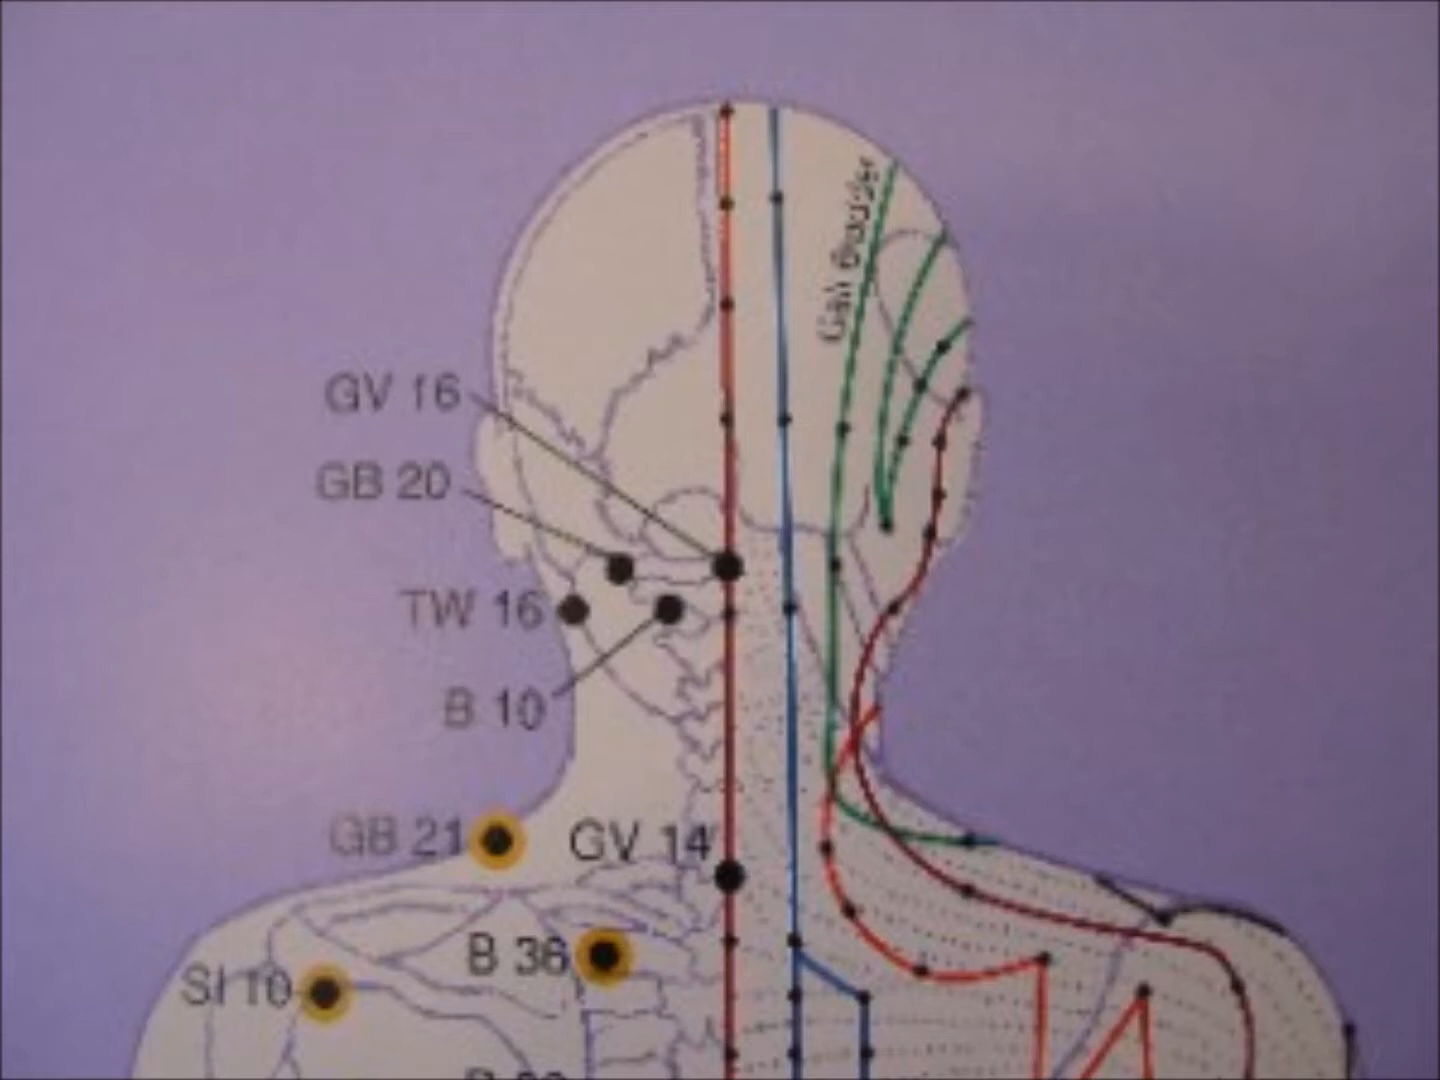 Gall Bladder
GV 16
GB 20
TW 16
B 10
GB 21
GV 14
B 36
SI 10